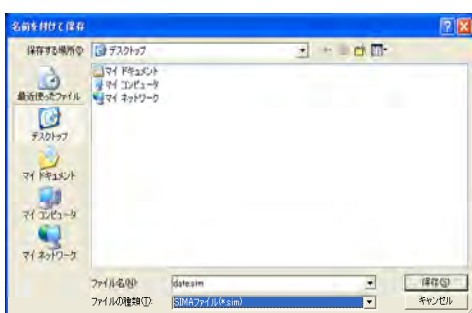 名前を付けて保存
保存する場所(I):
デスクトップ
マイ ドキュメント
マイ コンピュータ
マイ ネットワーク
最近使ったファイル
デスクトップ
マイ ドキュメント
マイ コンピュータ
マイ ネットワーク
ファイル名(N):
date.sim
保存(S)
ファイルの種類(T):
SIMAファイル(*.sim)
キャンセル